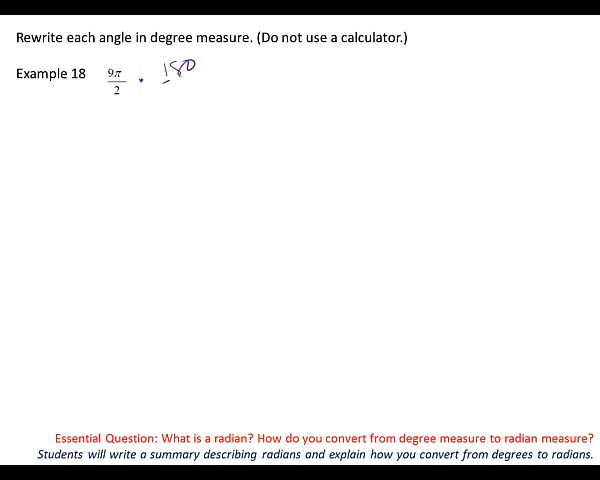 Rewrite each angle in degree measure. (Do not use a calculator.)
Example 18 9π/2 · 180
Essential Question: What is a radian? How do you convert from degree measure to radian measure?
Students will write a summary describing radians and explain how you convert from degrees to radians.